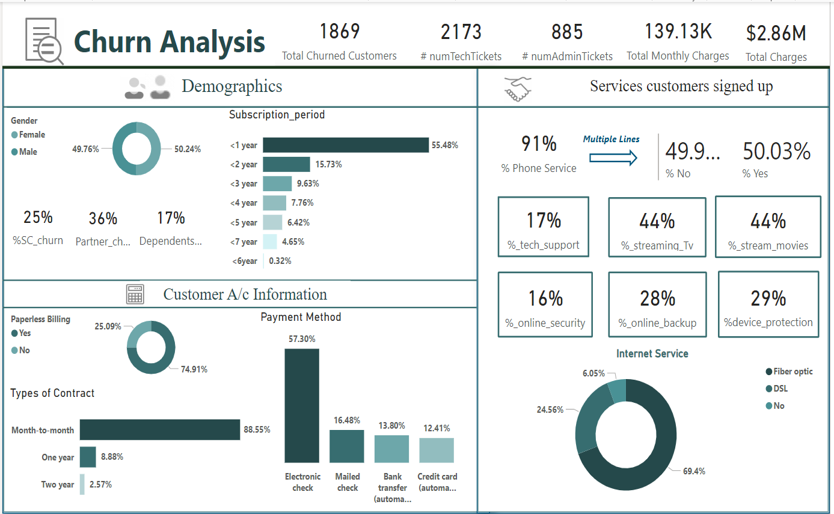 Churn Analysis
1869
Total Churned Customers
2173
# numTechTickets
885
# numAdminTickets
139.13K
Total Monthly Charges
$2.86M
Total Charges
Demographics
Gender
Female
Male
49.76%
50.24%
25%
%SC_churn
36%
Partner_ch...
17%
Dependents...
Subscription_period
<1 year
55.48%
<2 year
15.73%
<3 year
9.63%
<4 year
7.76%
<5 year
6.42%
<7 year
4.65%
<6year
0.32%
Customer A/c Information
Paperless Billing
Yes
No
25.09%
74.91%
Types of Contract
Month-to-month
88.55%
One year
8.88%
Two year
2.57%
Payment Method
57.30%
16.48%
13.80%
12.41%
Electronic
check
Mailed
check
Bank
transfer
(automa...
Credit card
(automa...
Services customers signed up
91%
% Phone Service
Multiple Lines
49.9...
% No
50.03%
% Yes
17%
%_tech_support
44%
%_streaming_Tv
44%
%_stream_movies
16%
%_online_security
28%
%_online_backup
29%
%device_protection
Internet Service
6.05%
24.56%
69.4%
Fiber optic
DSL
No